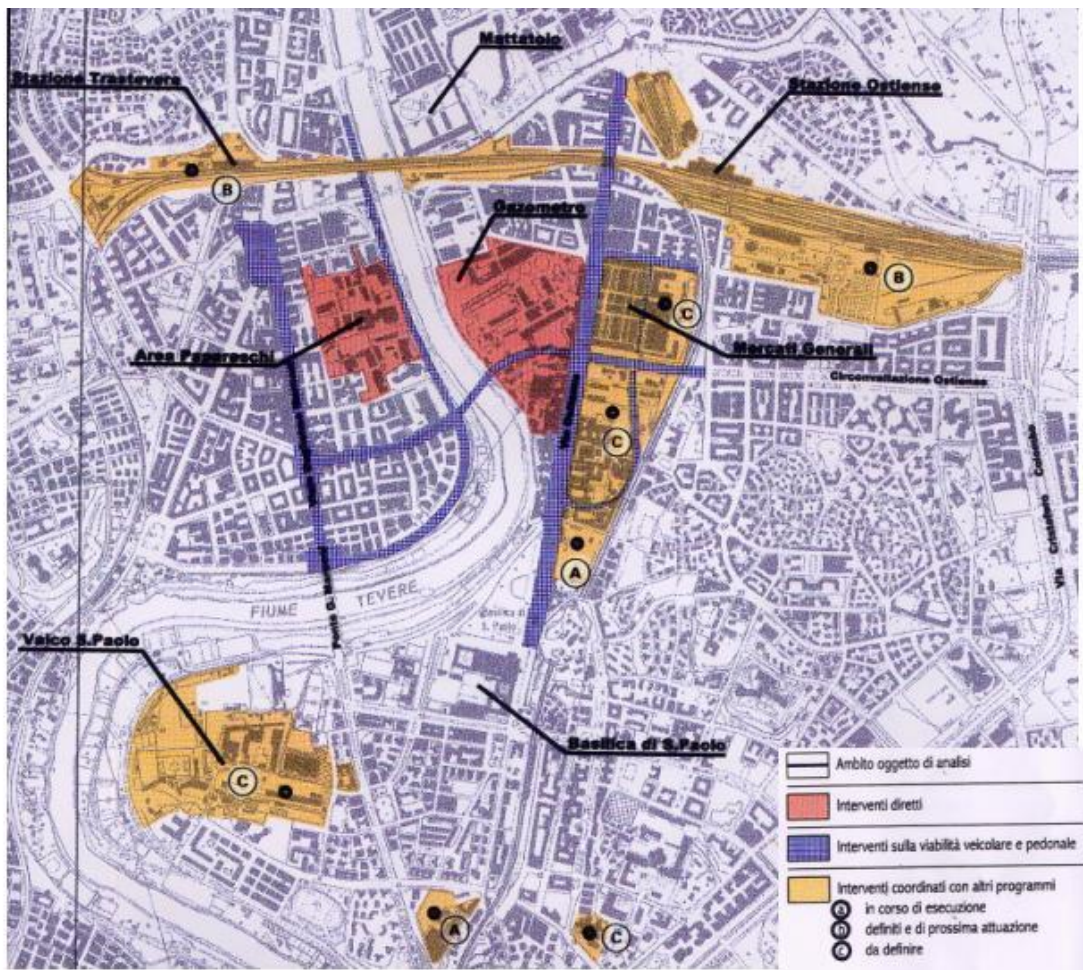 Mattatoio
Stazione Trastevere
Stazione Ostiense
B
Gazometro
B
C
Area Papareschi
Mercati Generali
Circonvallazione Ostiense
C
Via Cristoforo Colombo
A
FIUME TEVERE
Ponte G. Marconi
Basilica di
S. Paolo
Valco S.Paolo
Basilica di S.Paolo
C
A
C
Ambito oggetto di analisi
Interventi diretti
Interventi sulla viabilità veicolare e pedonale
Interventi coordinati con altri programmi
a in corso di esecuzione
b definiti e di prossima attuazione
c da definire